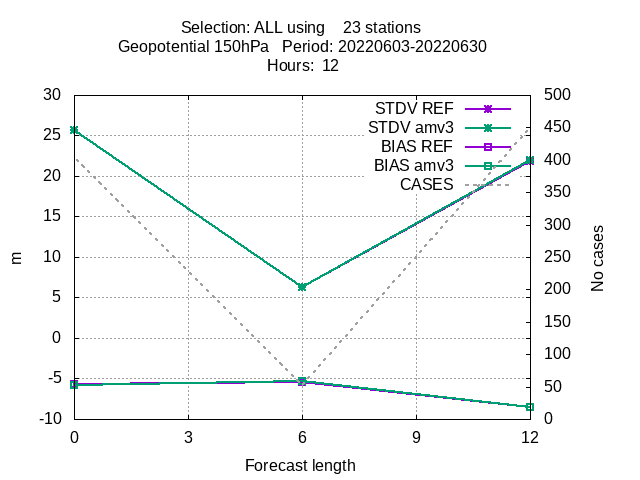 Selection: ALL using    23 stations
Geopotential 150hPa   Period: 20220603-20220630
Hours:  12
STDV REF
STDV amv3
BIAS REF
BIAS amv3
CASES
30
25
20
15
10
5
0
-5
-10
m
500
450
400
350
300
250
200
150
100
50
0
No cases
0 3 6 9 12
Forecast length